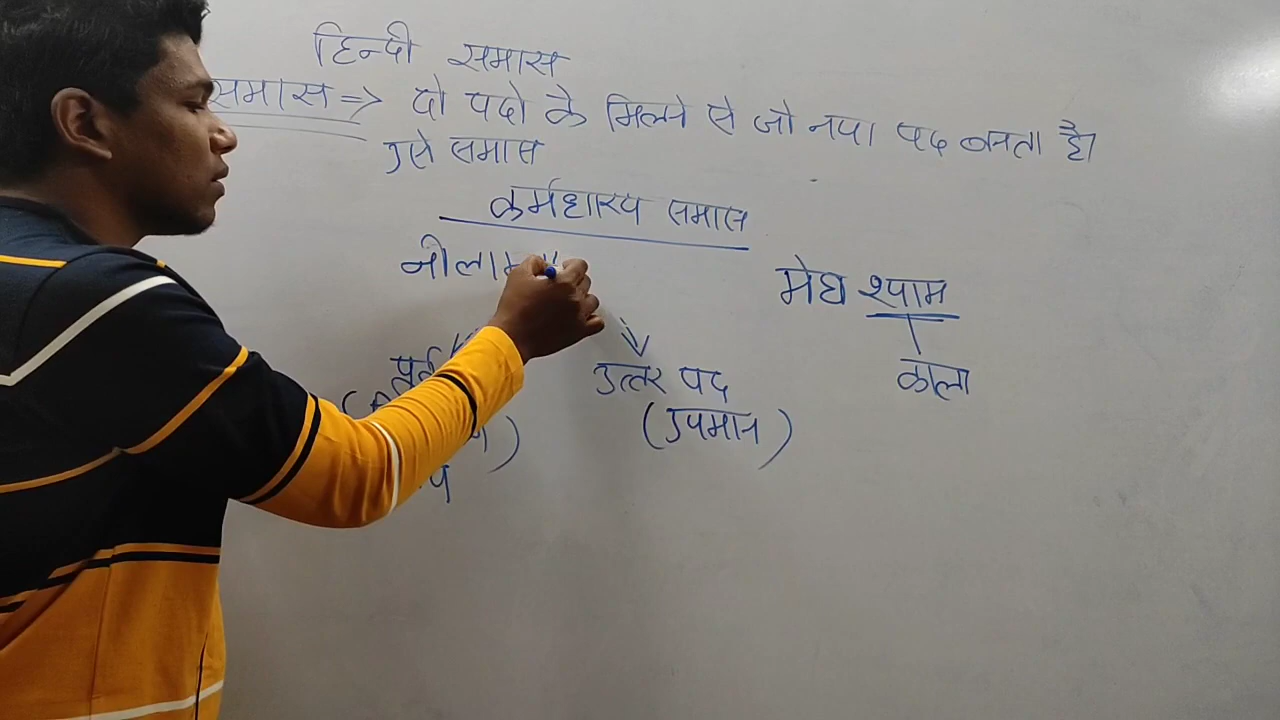 हिन्दी समास
समास => दो पदो के मिलने से जो नया पद बनता है।
उसे समास
कर्मधारय समास
मेघ श्याम
काला
उत्तर पद
(उपमान)